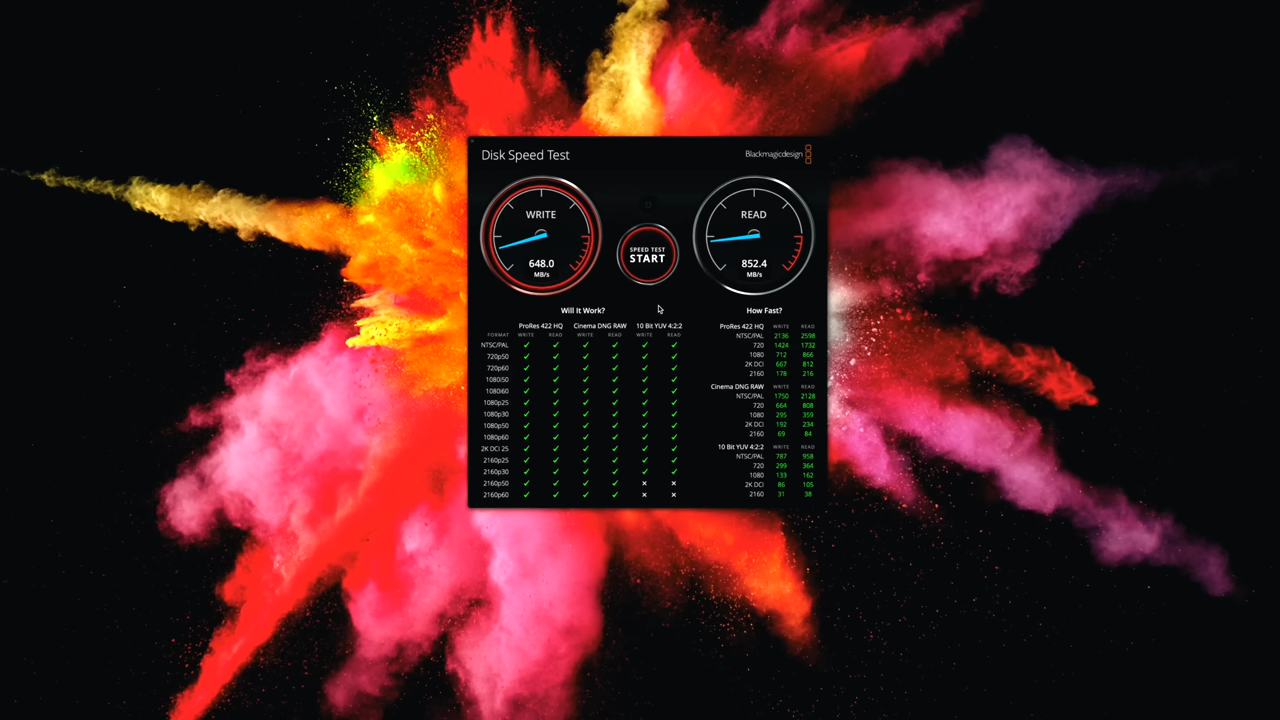 Disk Speed Test
Blackmagicdesign
WRITE
648.0
MB/s
SPEED TEST
START
READ
852.4
MB/s
Will It Work?
ProRes 422 HQ Cinema DNG RAW 10 Bit YUV 4:2:2
FORMAT WRITE READ WRITE READ WRITE READ
NTSC/PAL ✓ ✓ ✓ ✓ ✓ ✓
720p50 ✓ ✓ ✓ ✓ ✓ ✓
720p60 ✓ ✓ ✓ ✓ ✓ ✓
1080i50 ✓ ✓ ✓ ✓ ✓ ✓
1080i60 ✓ ✓ ✓ ✓ ✓ ✓
1080p25 ✓ ✓ ✓ ✓ ✓ ✓
1080p30 ✓ ✓ ✓ ✓ ✓ ✓
1080p50 ✓ ✓ ✓ ✓ ✓ ✓
1080p60 ✓ ✓ ✓ ✓ ✓ ✓
2K DCI 25 ✓ ✓ ✓ ✓ ✓ ✓
2160p25 ✓ ✓ ✓ ✓ ✓ ✓
2160p30 ✓ ✓ ✓ ✓ ✓ ✓
2160p50 ✓ ✓ ✓ ✓ × ×
2160p60 ✓ ✓ ✓ ✓ × ×
How Fast?
ProRes 422 HQ WRITE READ
NTSC/PAL 2136 2598
720 1424 1732
1080 712 866
2K DCI 667 812
2160 178 216
Cinema DNG RAW WRITE READ
NTSC/PAL 1750 2128
720 664 808
1080 295 359
2K DCI 192 234
2160 69 84
10 Bit YUV 4:2:2 WRITE READ
NTSC/PAL 787 958
720 299 364
1080 133 162
2K DCI 86 105
2160 31 38